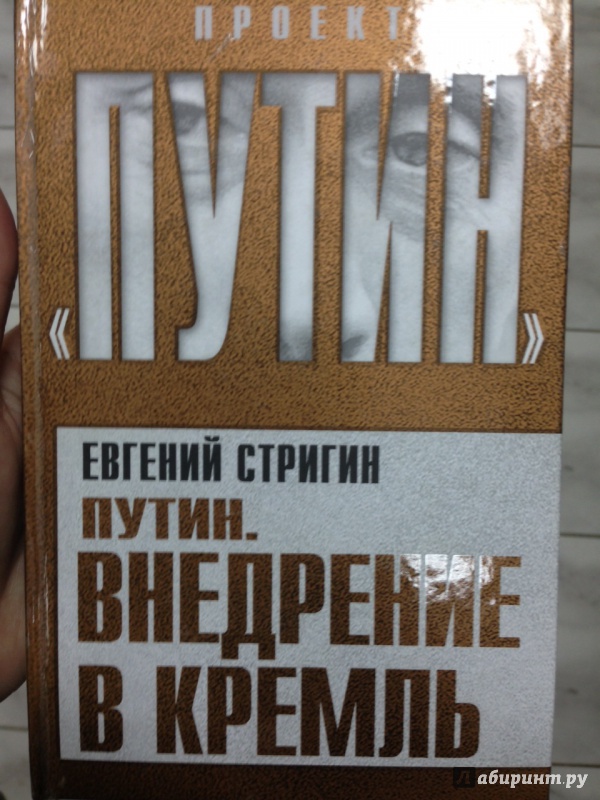 ПРОЕКТ
«ПУТИН»
ЕВГЕНИЙ СТРИГИН
ПУТИН.
ВНЕДРЕНИЕ
В КРЕМЛЬ
Лабиринт.ру